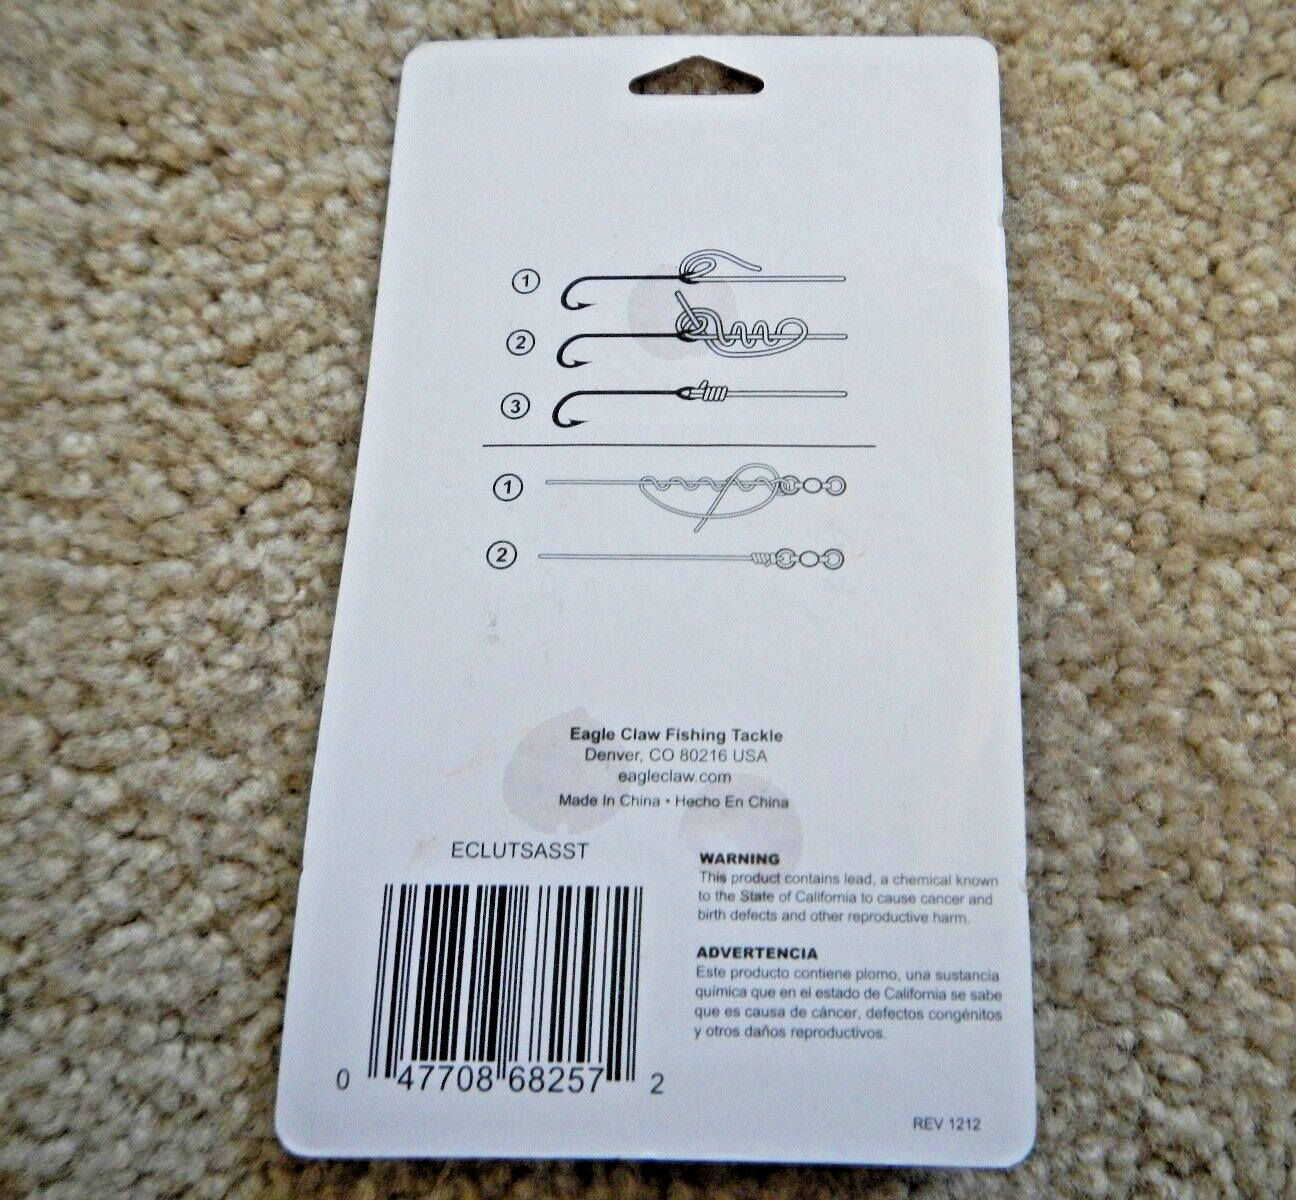 1
2
3
1
2
Eagle Claw Fishing Tackle
Denver, CO 80216 USA
eagleclaw.com
Made In China • Hecho En China
ECLUTSASST
0 47708 68257 2
WARNING
This product contains lead, a chemical known
to the State of California to cause cancer and
birth defects and other reproductive harm.
ADVERTENCIA
Este producto contiene plomo, una sustancia
química que en el estado de California se sabe
que es causa de cáncer, defectos congénitos
y otros daños reproductivos.
REV 1212